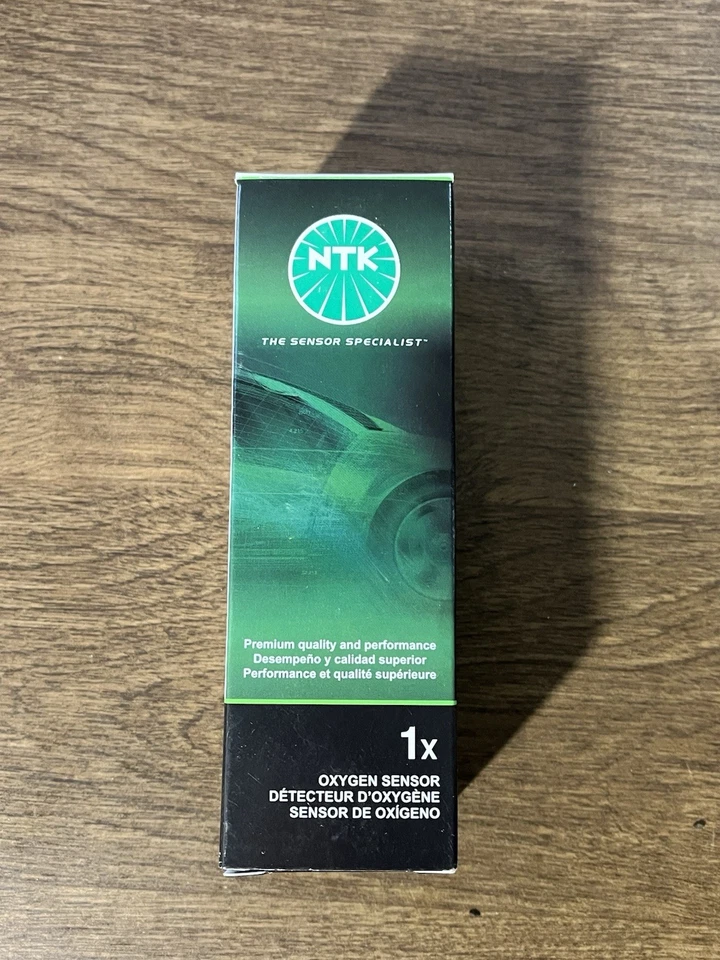 NTK
THE SENSOR SPECIALIST™
Premium quality and performance
Desempeño y calidad superior
Performance et qualité supérieure
1x
OXYGEN SENSOR
DÉTECTEUR D'OXYGÈNE
SENSOR DE OXÍGENO